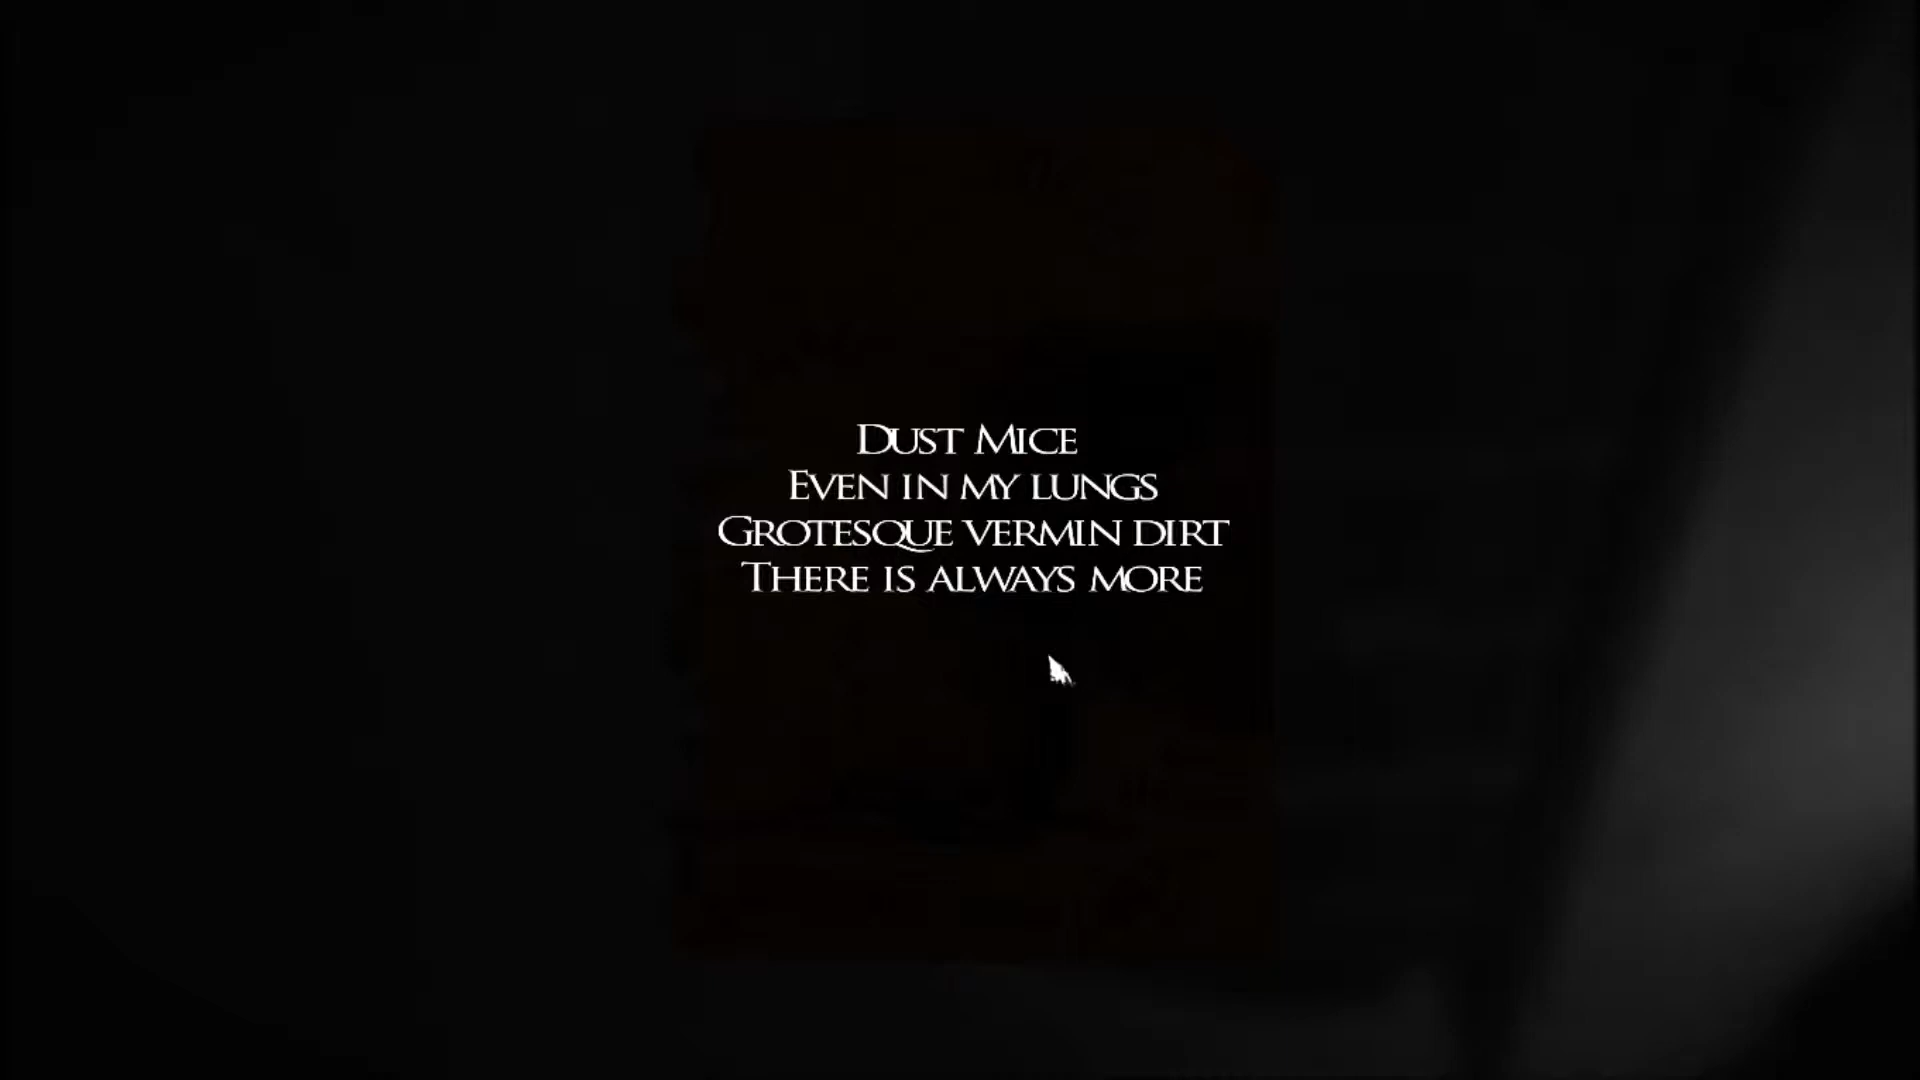 Dust Mice
Even in my lungs
Grotesque vermin dirt
There is always more